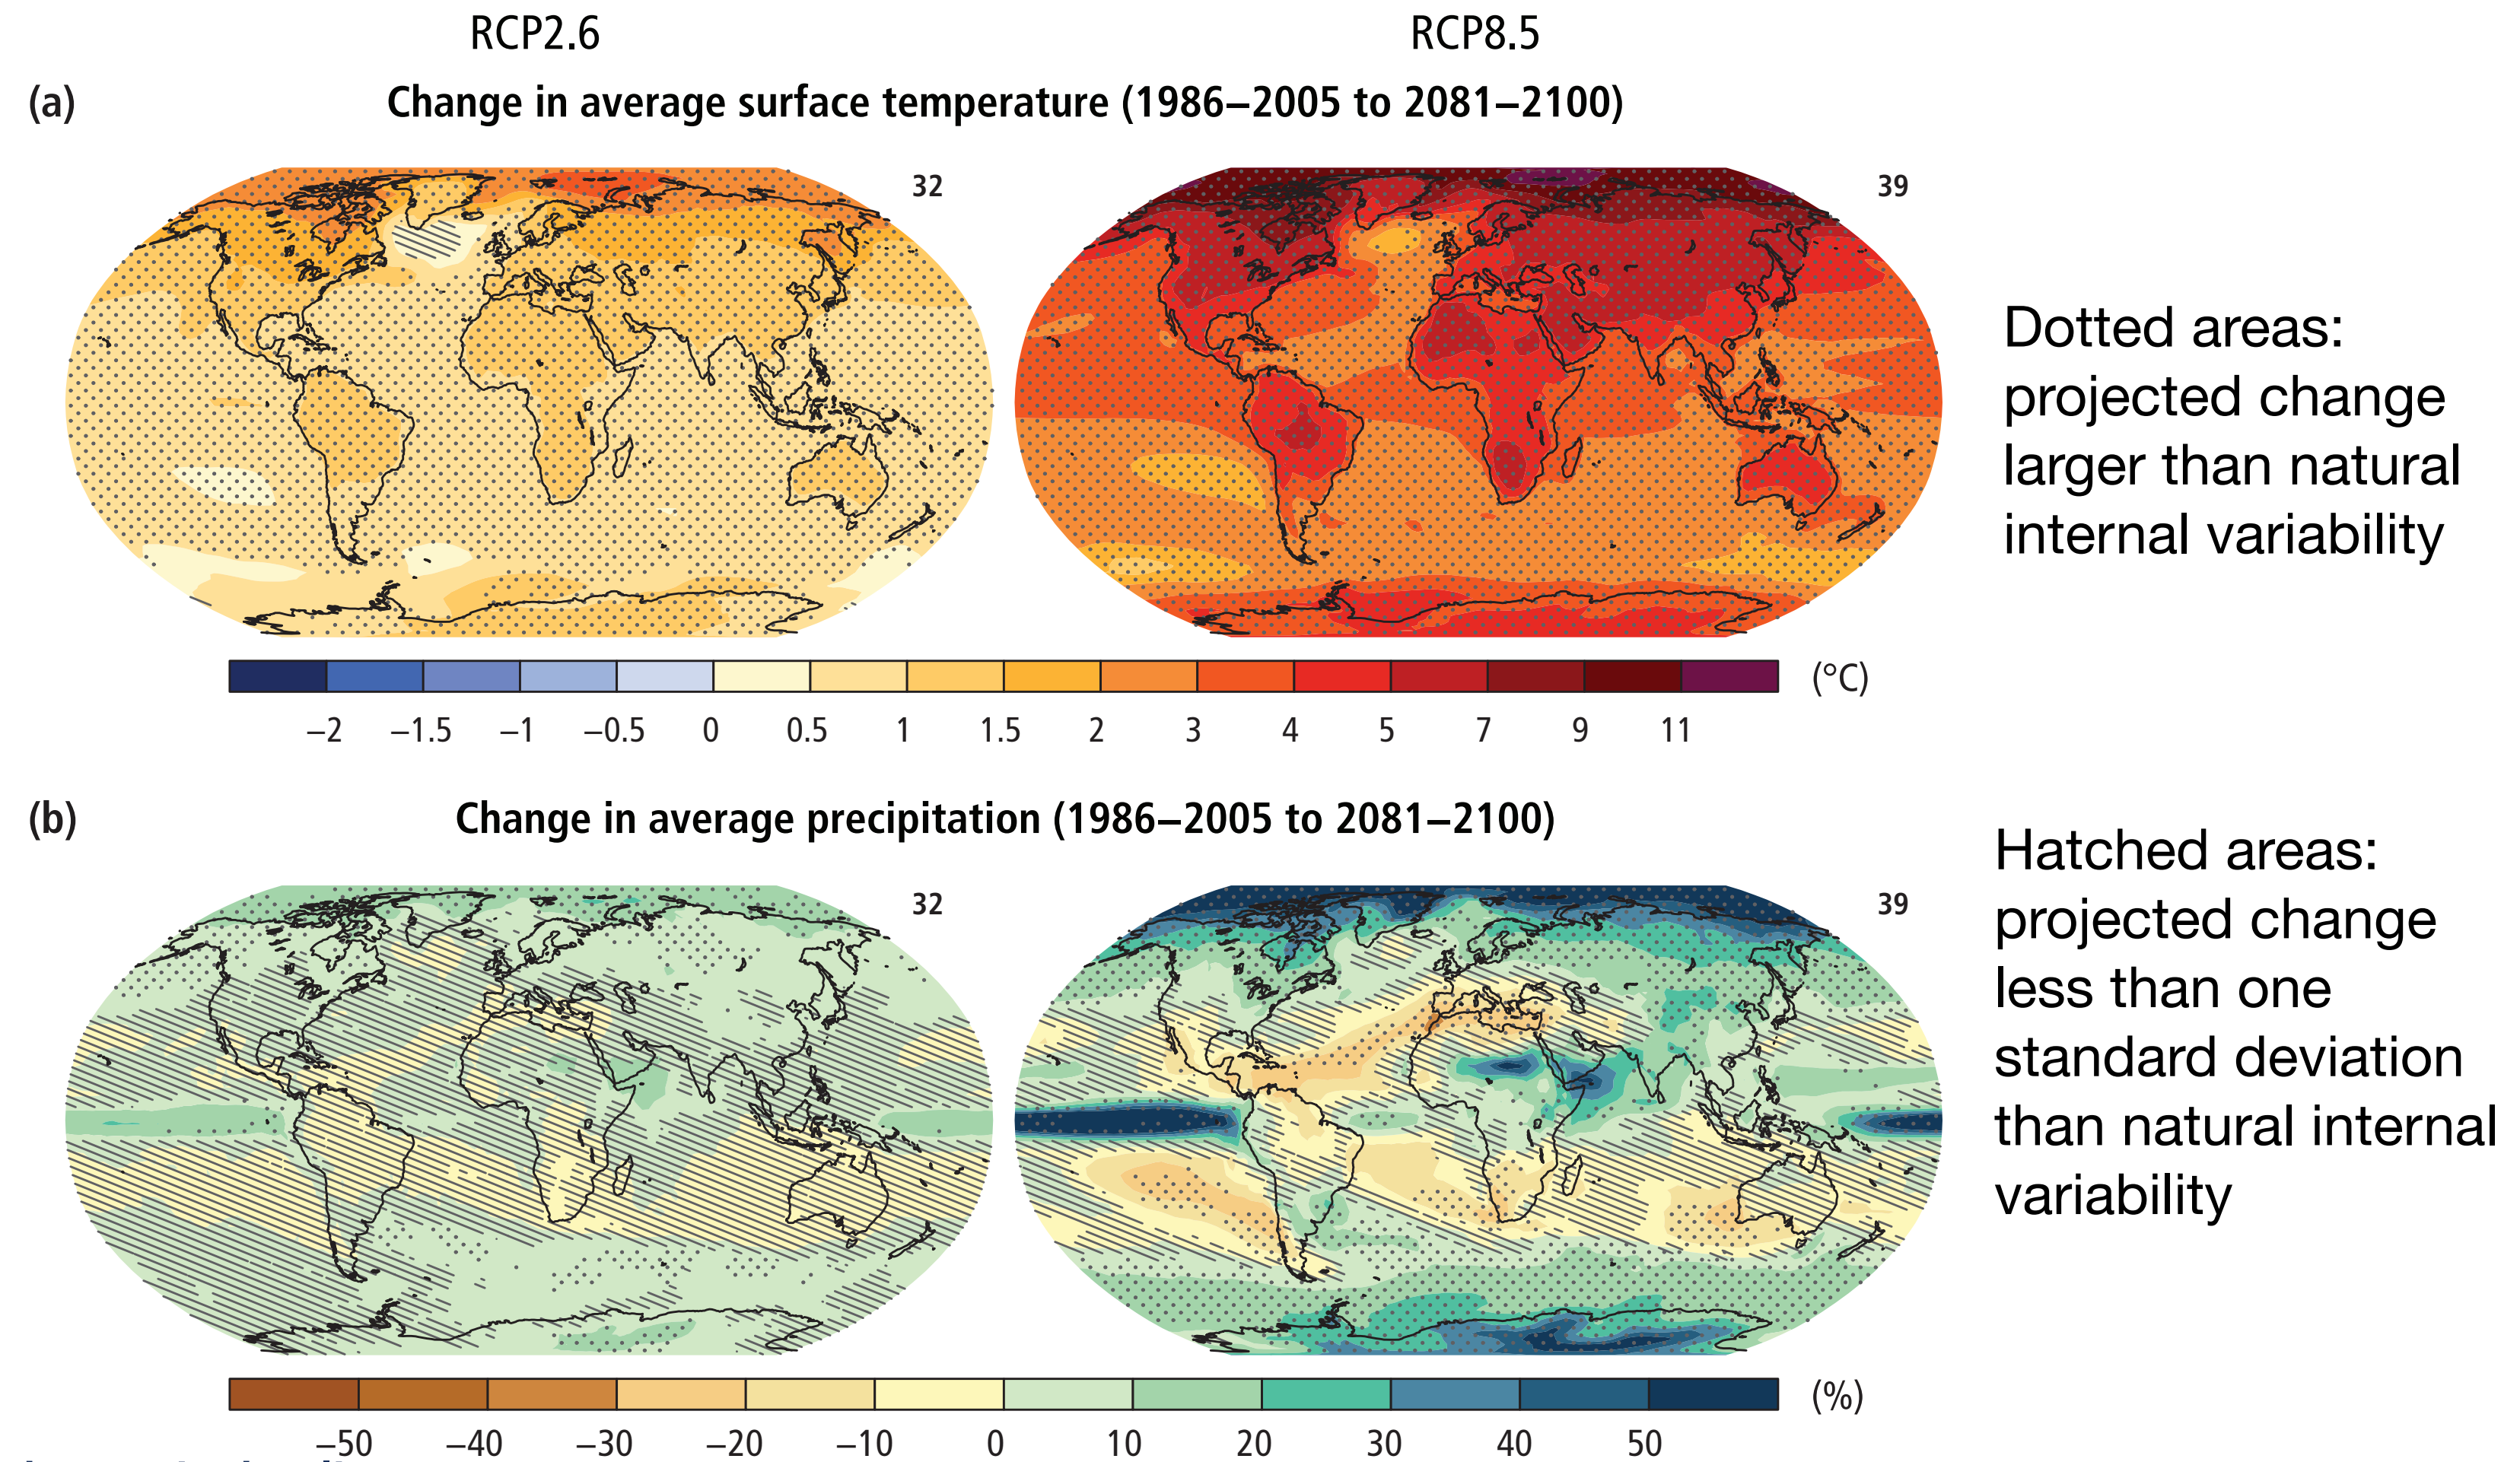 RCP2.6 RCP8.5
(a) Change in average surface temperature (1986–2005 to 2081–2100)
32 39
Dotted areas:
projected change
larger than natural
internal variability
(°C)
–2 –1.5 –1 –0.5 0 0.5 1 1.5 2 3 4 5 7 9 11
(b) Change in average precipitation (1986–2005 to 2081–2100)
32 39
Hatched areas:
projected change
less than one
standard deviation
than natural internal
variability
(%)
–50 –40 –30 –20 –10 0 10 20 30 40 50